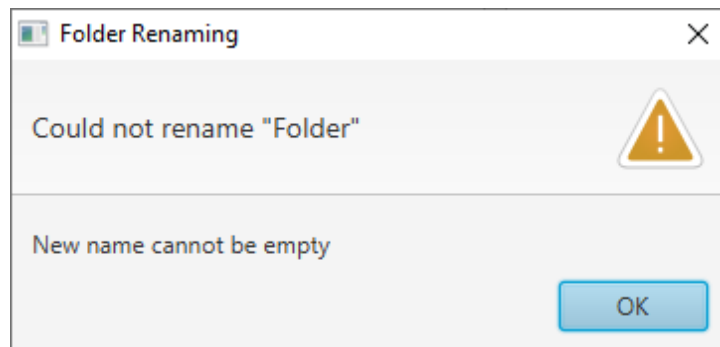 Folder Renaming
Could not rename "Folder"
New name cannot be empty
OK